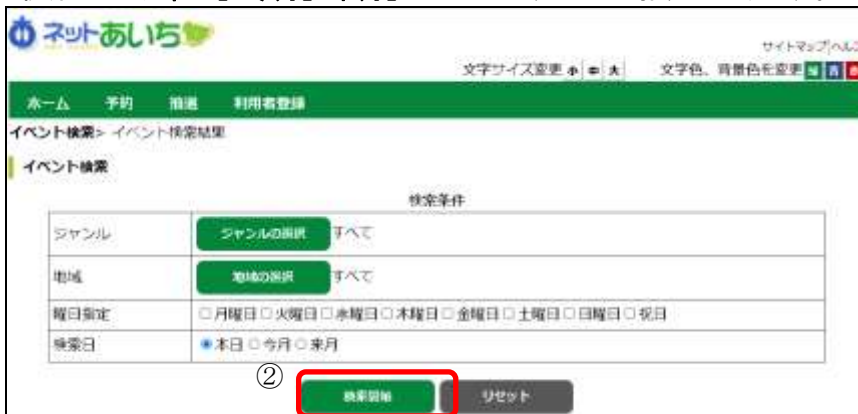 ネットあいち
サイトマップ|ヘルプ
文字サイズ変更 小 中 大 文字色、背景色を変更 緑 青
ホーム 予約 抽選 利用者登録
イベント検索> イベント検索結果
イベント検索
検索条件
ジャンル ジャンルの選択 すべて
地域 地域の選択 すべて
曜日指定 月曜日 火曜日 水曜日 木曜日 金曜日 土曜日 日曜日 祝日
検索日 本日 今月 来月
② 検索開始 リセット